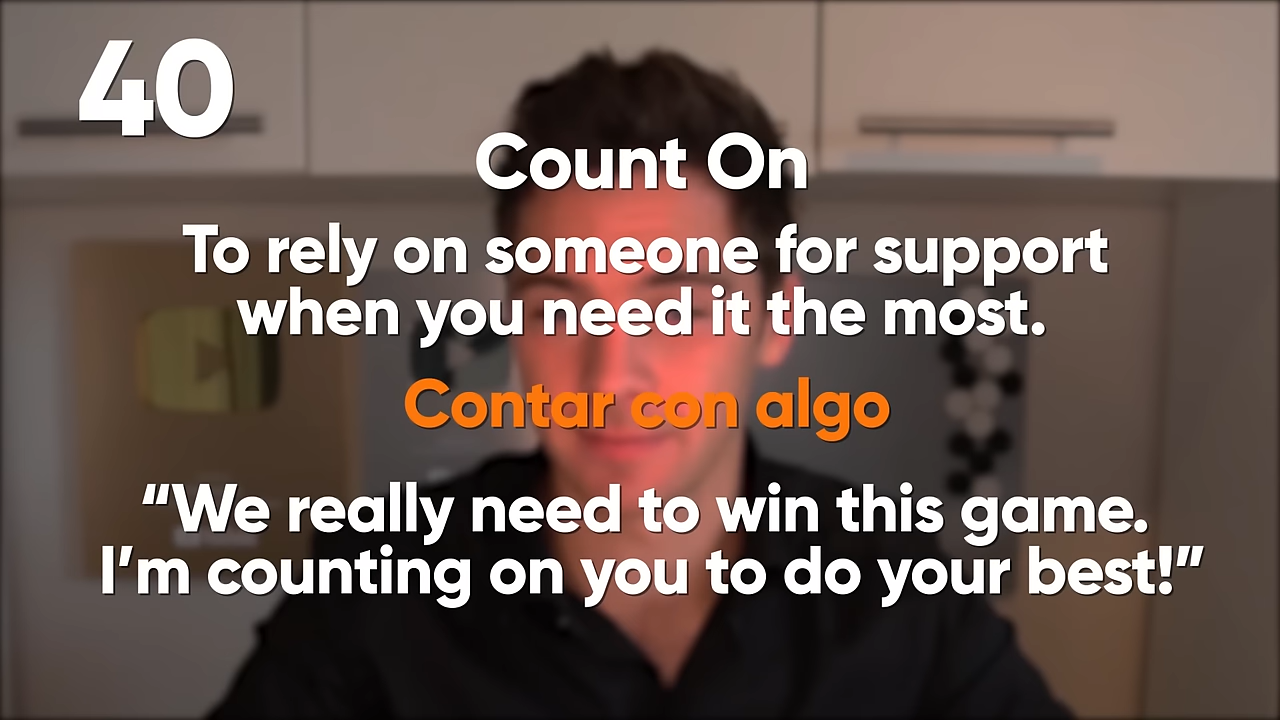 40
Count On
To rely on someone for support
when you need it the most.
Contar con algo
“We really need to win this game.
I’m counting on you to do your best!”